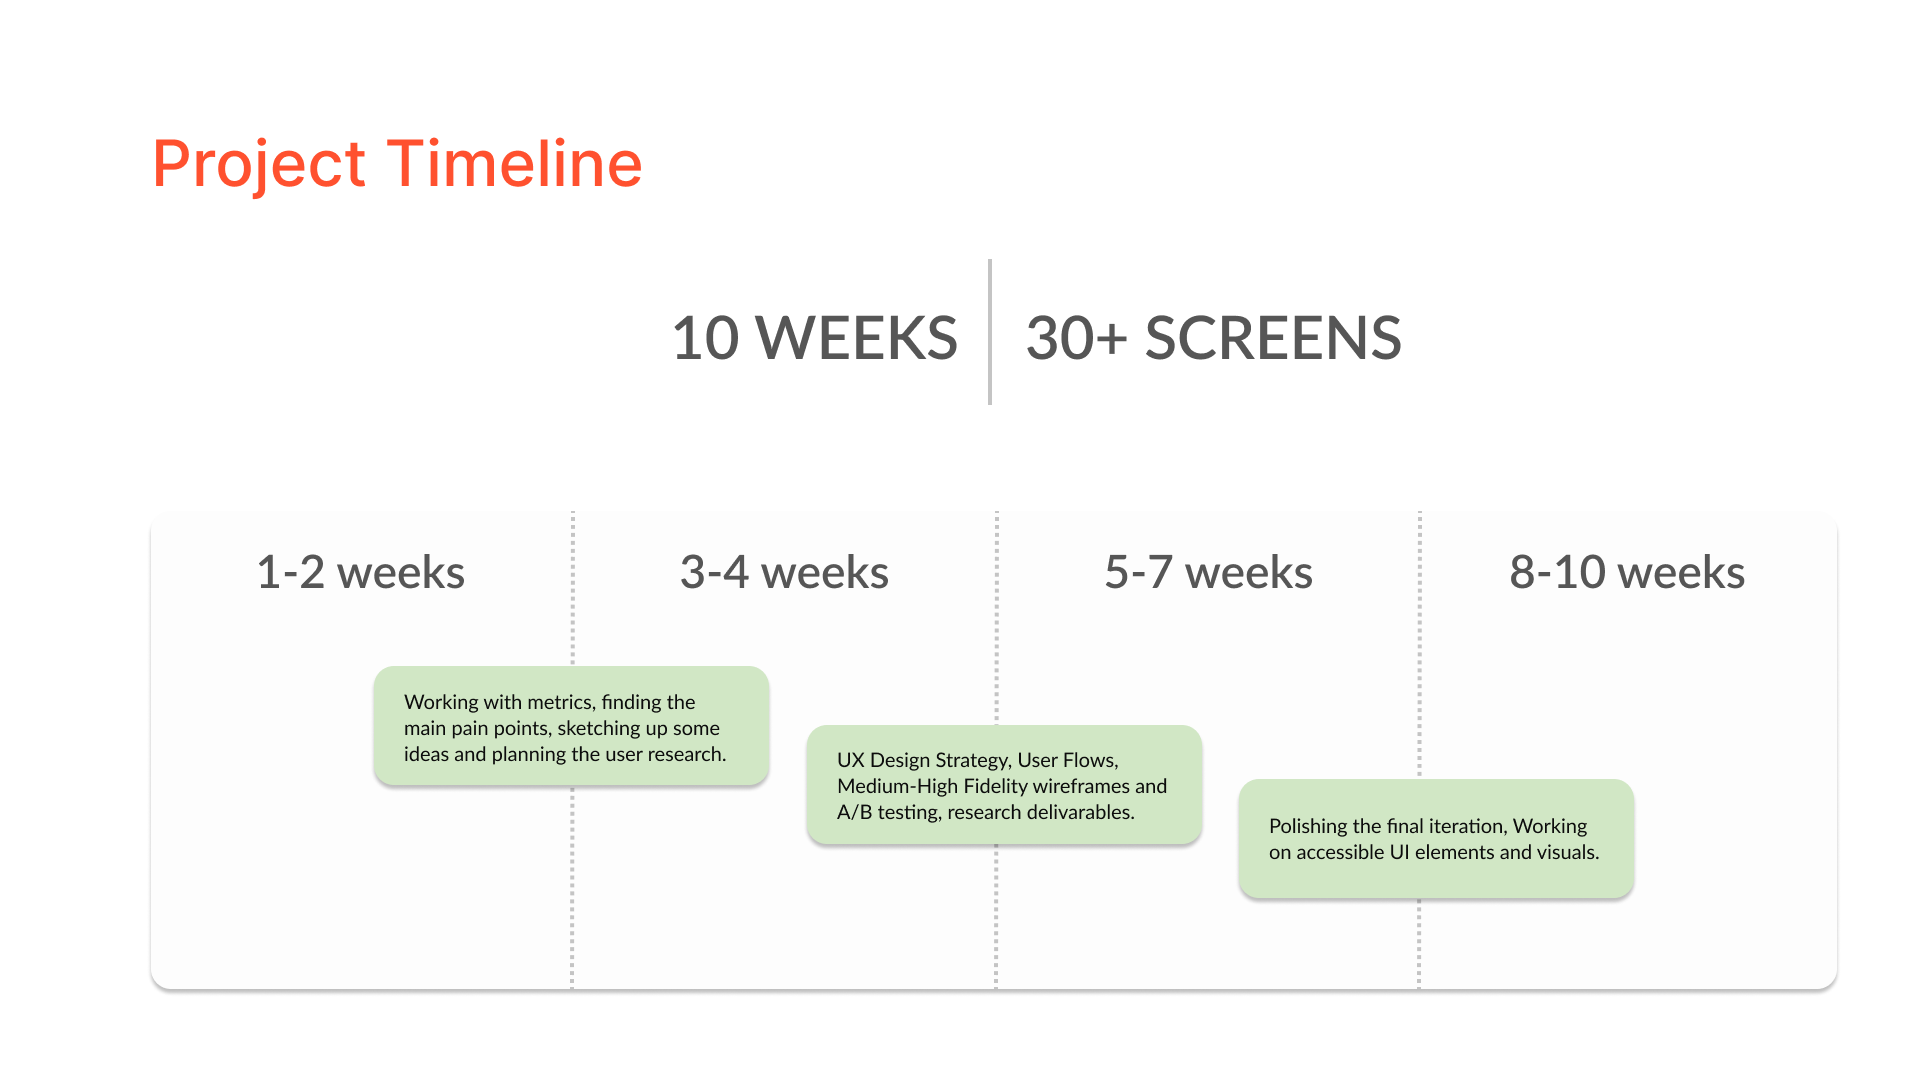 Project Timeline
10 WEEKS
30+ SCREENS
1-2 weeks
3-4 weeks
5-7 weeks
8-10 weeks
Working with metrics, finding the
main pain points, sketching up some
ideas and planning the user research.
UX Design Strategy, User Flows,
Medium-High Fidelity wireframes and
A/B testing, research delivarables.
Polishing the final iteration, Working
on accessible UI elements and visuals.